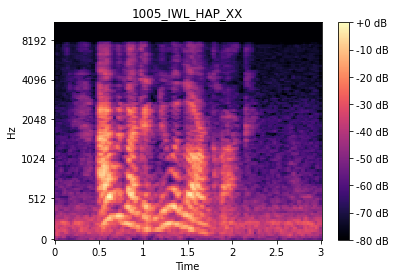 1005_IWL_HAP_XX
8192
4096
2048
1024
512
0
Hz
0 0.5 1 1.5 2 2.5 3
Time
+0 dB
-10 dB
-20 dB
-30 dB
-40 dB
-50 dB
-60 dB
-70 dB
-80 dB